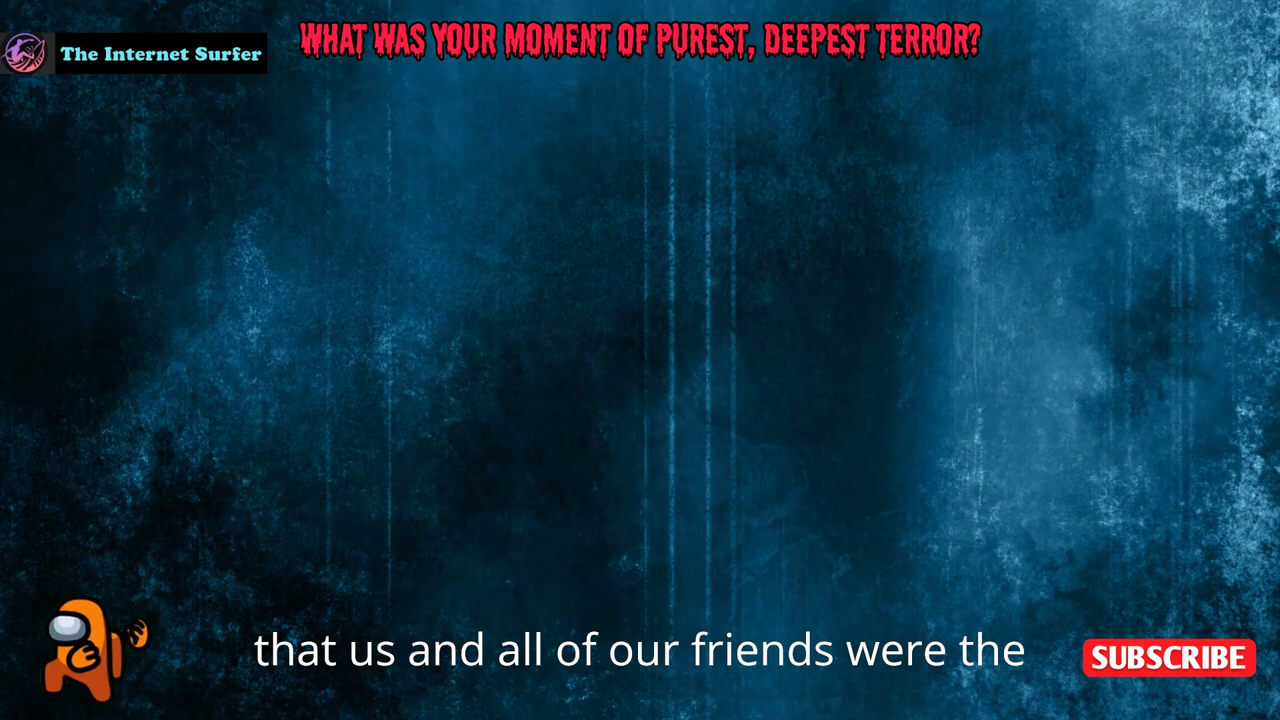 WHAT WAS YOUR MOMENT OF PUREST, DEEPEST TERROR?
The Internet Surfer
that us and all of our friends were the
SUBSCRIBE